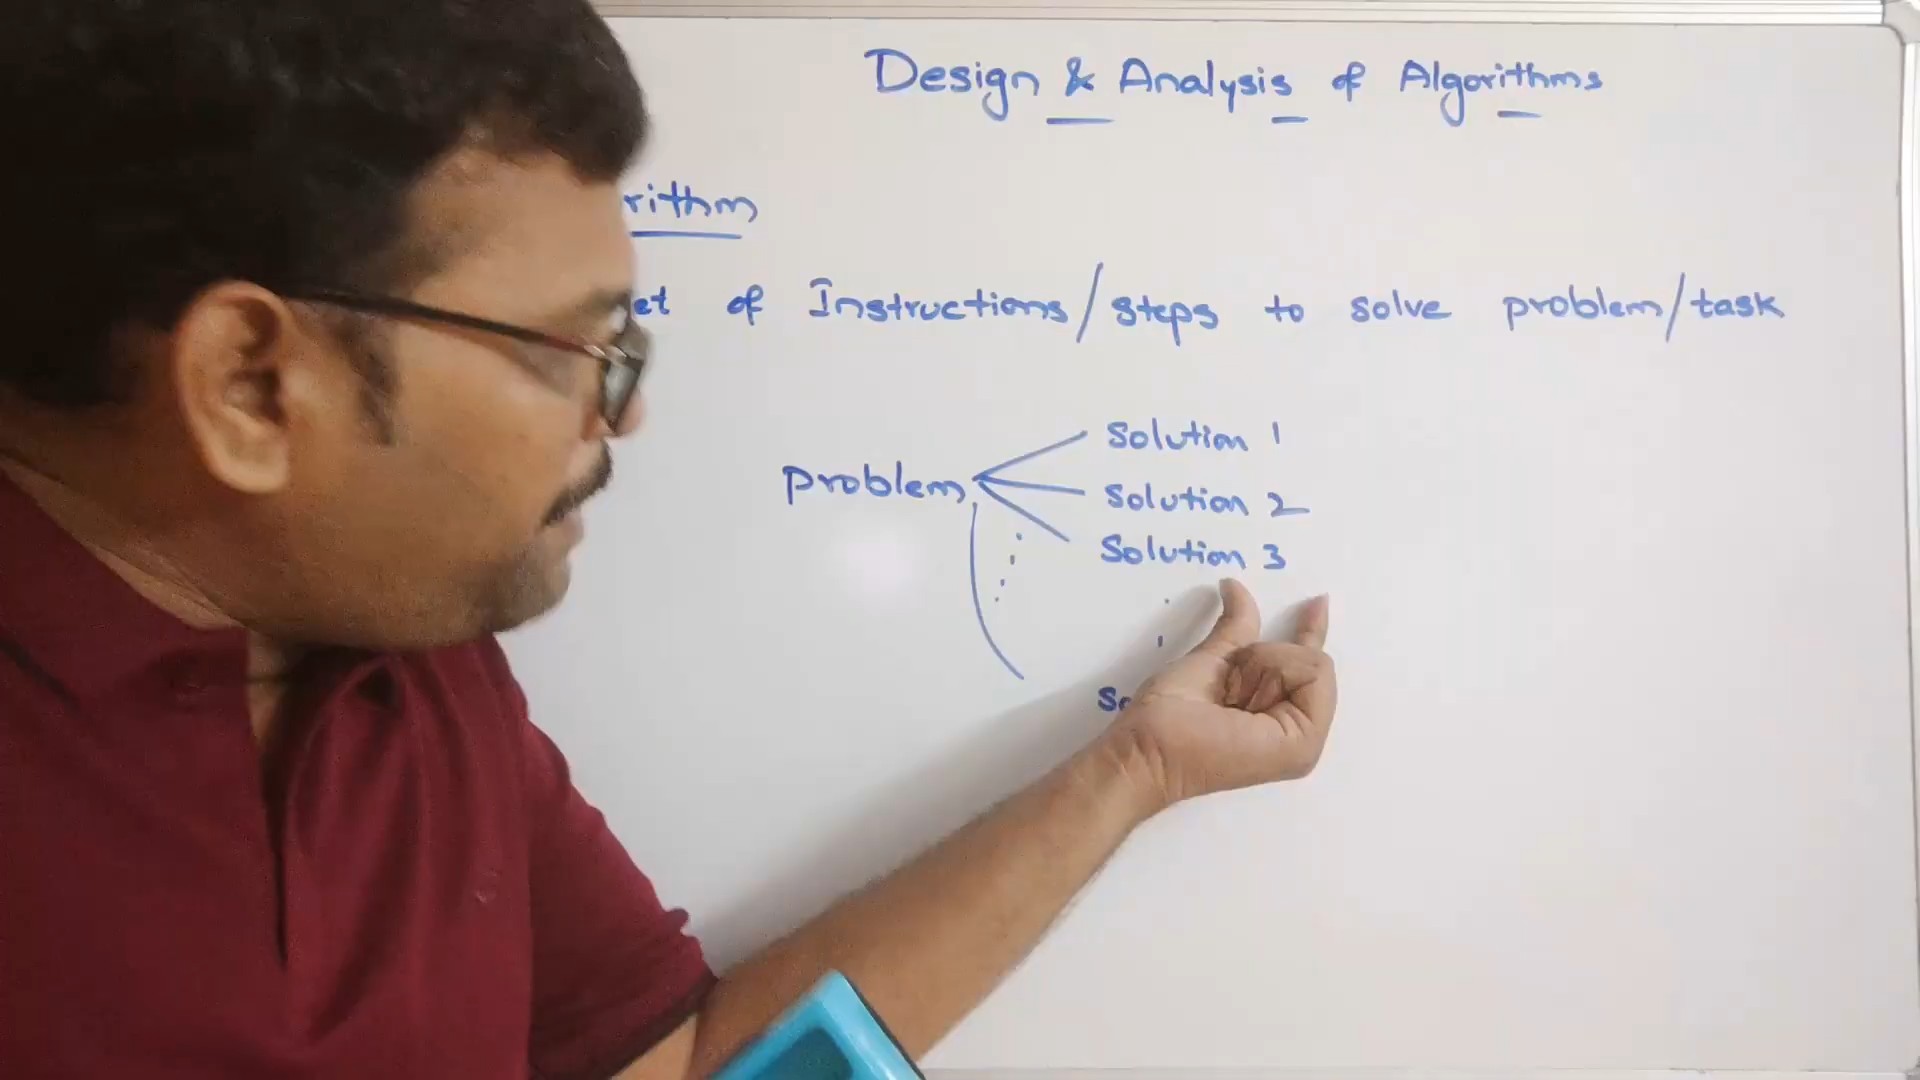 Design & Analysis of Algorithms
rithm
et of Instructions/steps to solve problem/task
Solution 1
problem
Solution 2
Solution 3
So